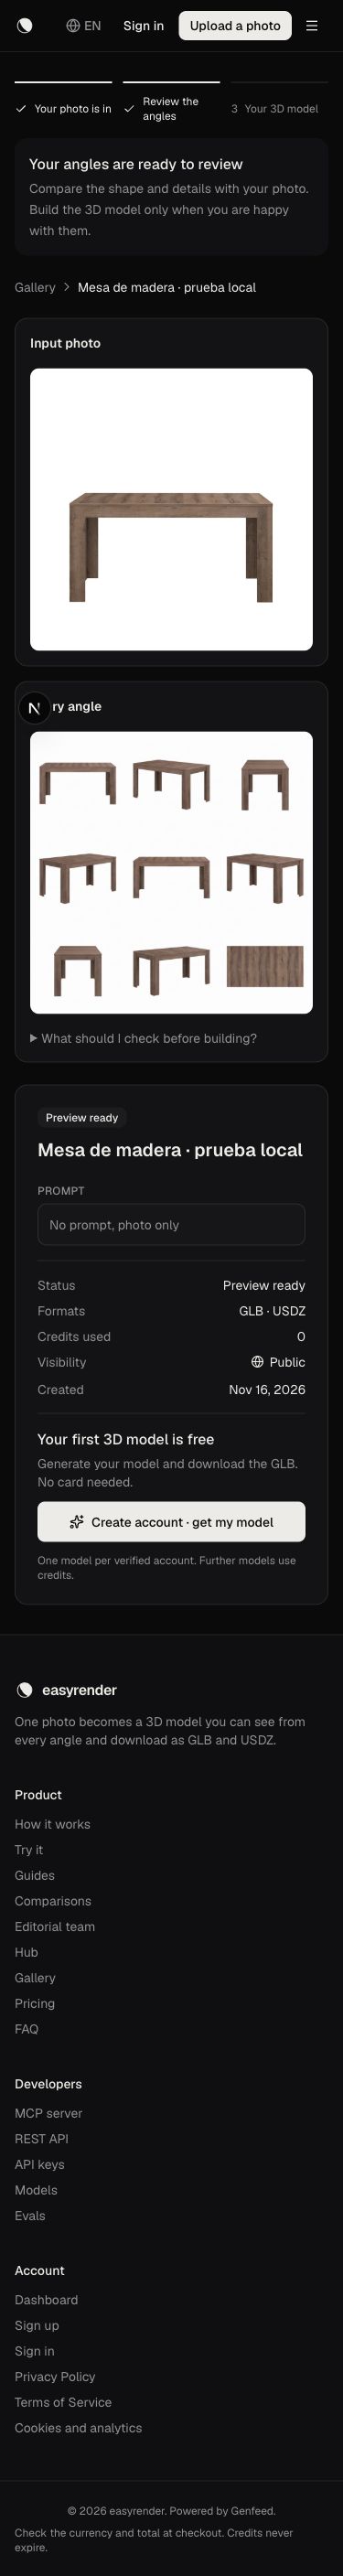 EN
Sign in
Upload a photo
Your photo is in
Review the
angles
3 Your 3D model
Your angles are ready to review
Compare the shape and details with your photo.
Build the 3D model only when you are happy
with them.
Gallery
Mesa de madera · prueba local
Input photo
N
ry angle
What should I check before building?
Preview ready
Mesa de madera · prueba local
PROMPT
No prompt, photo only
Status
Preview ready
Formats
GLB · USDZ
Credits used
0
Visibility
Public
Created
Nov 16, 2026
Your first 3D model is free
Generate your model and download the GLB.
No card needed.
Create account · get my model
One model per verified account. Further models use
credits.
easyrender
One photo becomes a 3D model you can see from
every angle and download as GLB and USDZ.
Product
How it works
Try it
Guides
Comparisons
Editorial team
Hub
Gallery
Pricing
FAQ
Developers
MCP server
REST API
API keys
Models
Evals
Account
Dashboard
Sign up
Sign in
Privacy Policy
Terms of Service
Cookies and analytics
© 2026 easyrender. Powered by Genfeed.
Check the currency and total at checkout. Credits never
expire.